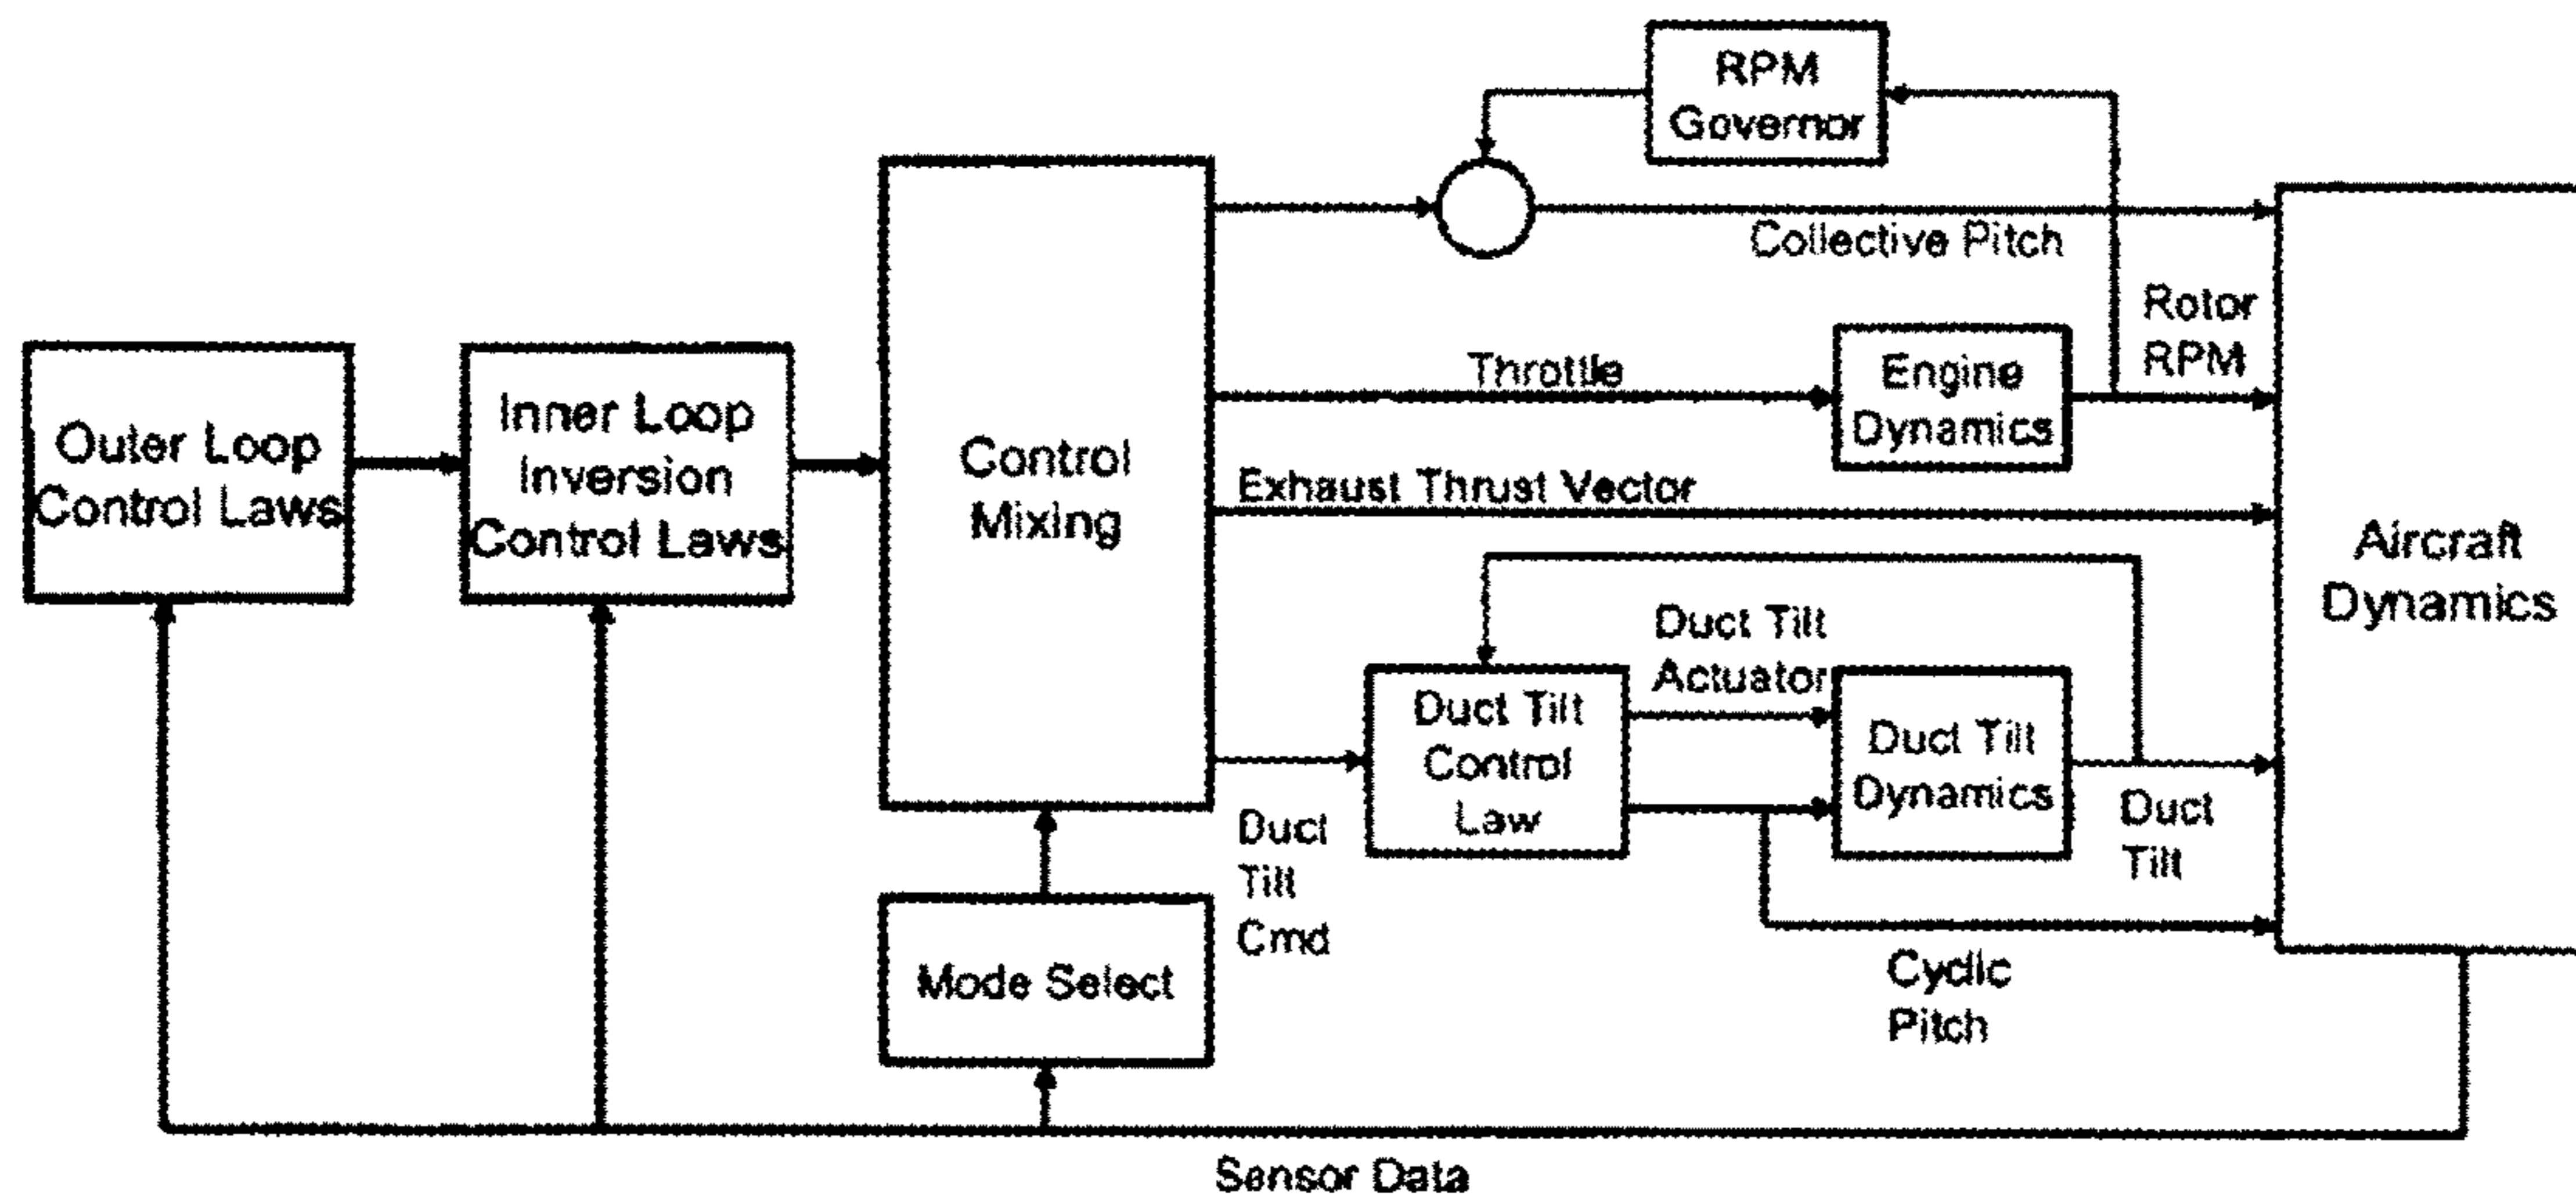 RPM
Governor
Collective Pitch
Rotor
RPM
Throttle
Engine
Dynamics
Outer Loop
Control Laws
Inner Loop
Inversion
Control Laws
Control
Mixing
Exhaust Thrust Vector
Aircraft
Dynamics
Duct Tilt
Actuator
Duct Tilt
Control
Law
Duct Tilt
Dynamics
Duct
Tilt
Cmd
Duct
Tilt
Mode Select
Cyclic
Pitch
Sensor Data